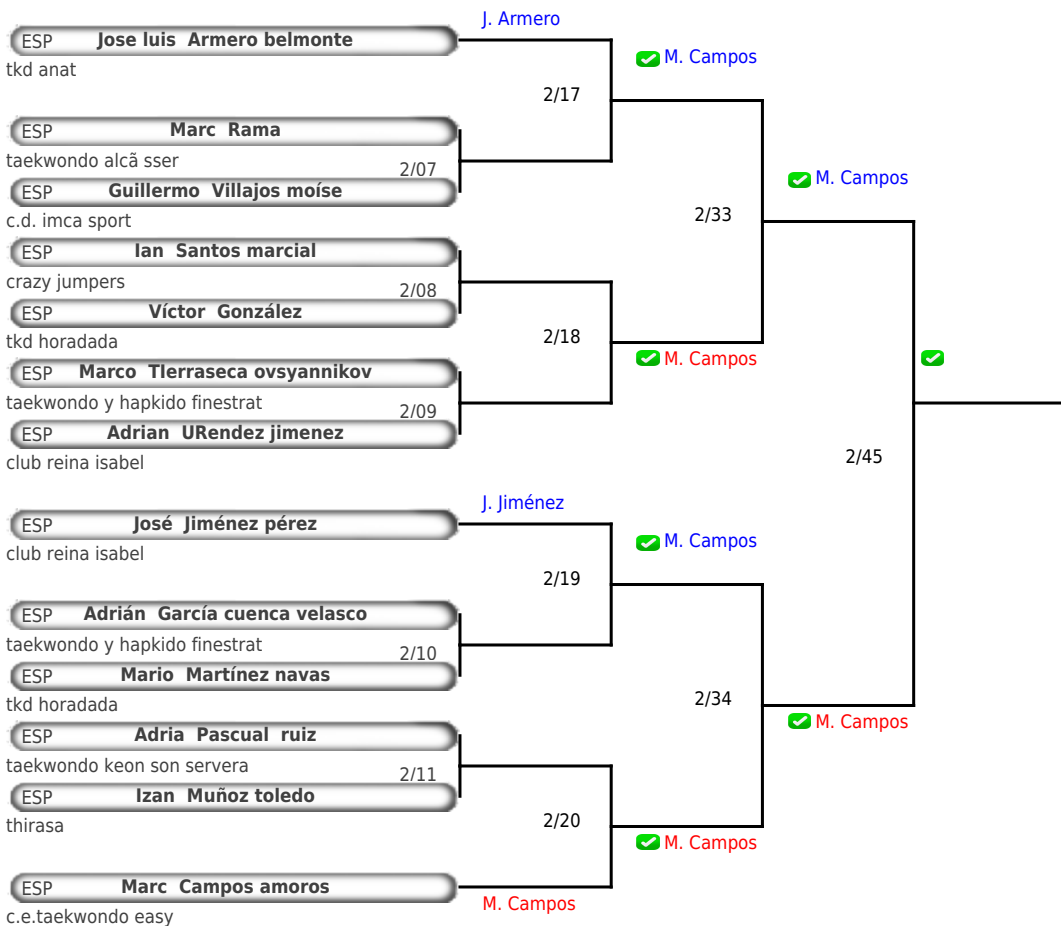 J. Armero
ESP Jose luis Armero belmonte
tkd anat
M. Campos
2/17
ESP Marc Rama
taekwondo alcã sser
2/07
M. Campos
ESP Guillermo Villajos moíse
c.d. imca sport
2/33
ESP Ian Santos marcial
crazy jumpers
2/08
ESP Víctor González
tkd horadada
2/18
M. Campos
ESP Marco TIerraseca ovsyannikov
taekwondo y hapkido finestrat
2/09
ESP Adrian URendez jimenez
club reina isabel
2/45
J. Jiménez
ESP José Jiménez pérez
club reina isabel
M. Campos
2/19
ESP Adrián García cuenca velasco
taekwondo y hapkido finestrat
2/10
ESP Mario Martínez navas
tkd horadada
2/34
M. Campos
ESP Adria Pascual ruiz
taekwondo keon son servera
2/11
ESP Izan Muñoz toledo
thirasa
2/20
M. Campos
ESP Marc Campos amoros
c.e.taekwondo easy
M. Campos